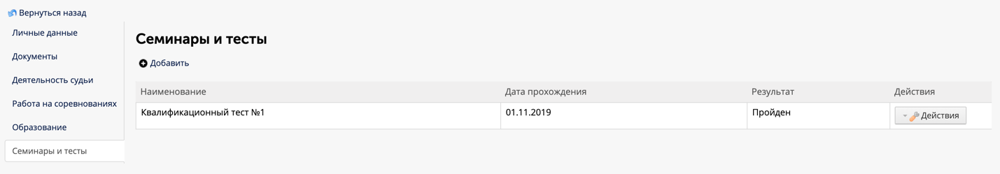 Вернуться назад
Личные данные
Документы
Деятельность судьи
Работа на соревнованиях
Образование
Семинары и тесты
Семинары и тесты
Добавить
Наименование Дата прохождения Результат Действия
Квалификационный тест №1 01.11.2019 Пройден Действия